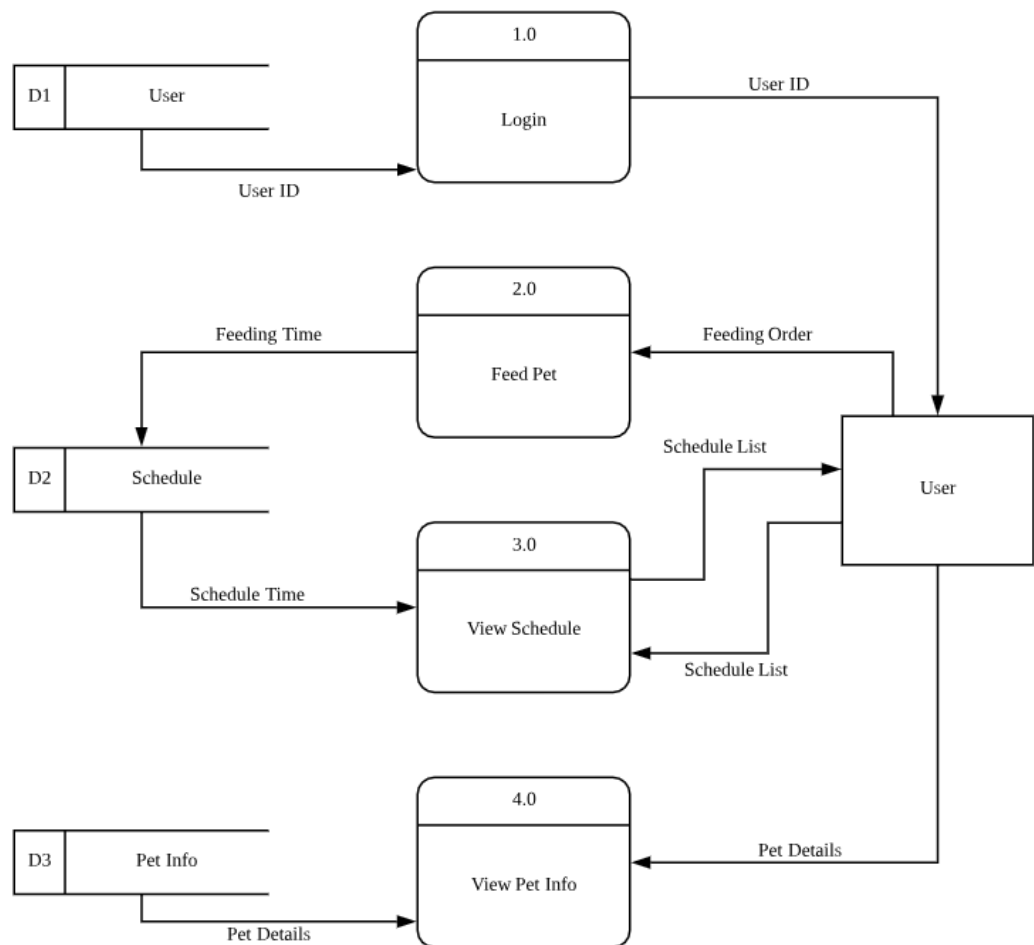 1.0
D1
User
Login
User ID
User ID
2.0
Feeding Time
Feeding Order
Feed Pet
D2
Schedule
Schedule List
User
3.0
Schedule Time
View Schedule
Schedule List
4.0
D3
Pet Info
Pet Details
View Pet Info
Pet Details